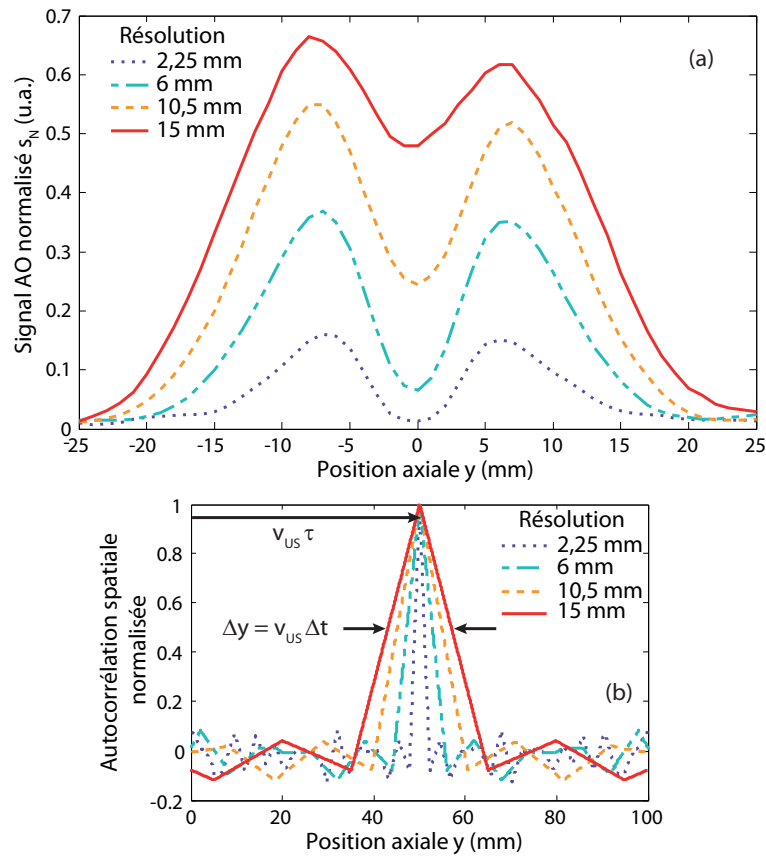 Signal AO normalisé s_N (u.a.)
0.7
0.6
0.5
0.4
0.3
0.2
0.1
0
Résolution
2,25 mm
6 mm
10,5 mm
15 mm
(a)
-25 -20 -15 -10 -5 0 5 10 15 20 25
Position axiale y (mm)
Autocorrélation spatiale
normalisée
1
0.8
0.6
0.4
0.2
0
-0.2
v_US τ
Δy = v_US Δt
Résolution
2,25 mm
6 mm
10,5 mm
15 mm
(b)
0 20 40 60 80 100
Position axiale y (mm)